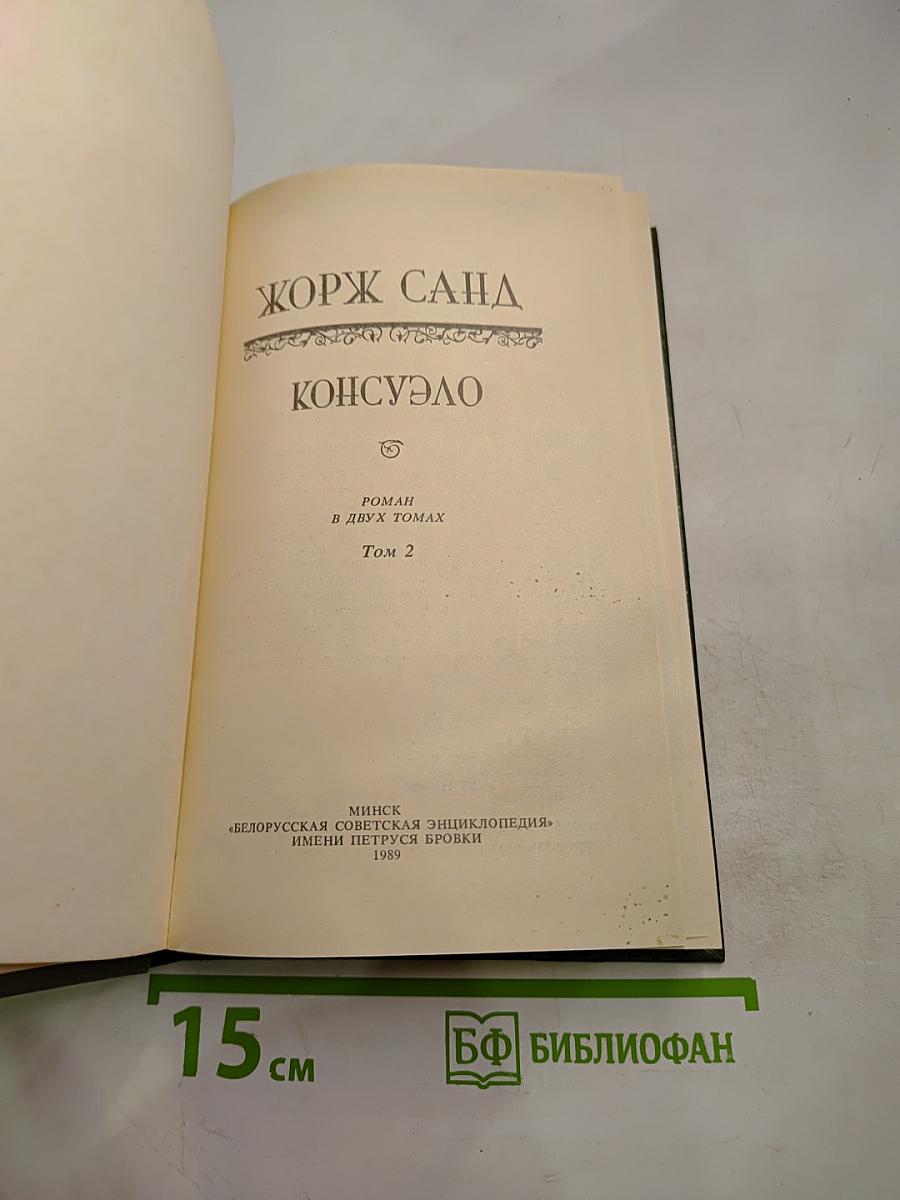 ЖОРЖ САНД
КОНСУЭЛО
РОМАН
В ДВУХ ТОМАХ
Том 2
МИНСК
«БЕЛОРУССКАЯ СОВЕТСКАЯ ЭНЦИКЛОПЕДИЯ»
ИМЕНИ ПЕТРУСЯ БРОВКИ
1989
15 см
БФ БИБЛИОФАН